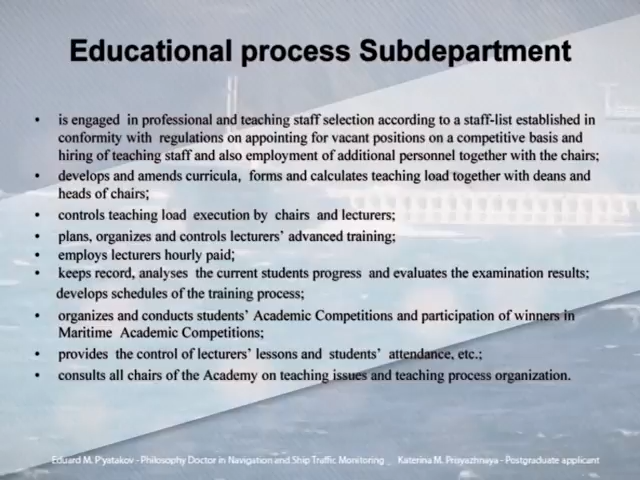 Educational process Subdepartment
• is engaged in professional and teaching staff selection according to a staff-list established in
conformity with regulations on appointing for vacant positions on a competitive basis and
hiring of teaching staff and also employment of additional personnel together with the chairs;
• develops and amends curricula, forms and calculates teaching load together with deans and
heads of chairs;
• controls teaching load execution by chairs and lecturers;
• plans, organizes and controls lecturers' advanced training;
• employs lecturers hourly paid;
• keeps record, analyses the current students progress and evaluates the examination results;
develops schedules of the training process;
• organizes and conducts students' Academic Competitions and participation of winners in
Maritime Academic Competitions;
• provides the control of lecturers' lessons and students' attendance, etc.;
• consults all chairs of the Academy on teaching issues and teaching process organization.
Eduard M. P'yatakov - Philosophy Doctor in Navigation and Ship Traffic Monitoring _ Katerina M. Prisyazhnaya - Postgraduate applicant